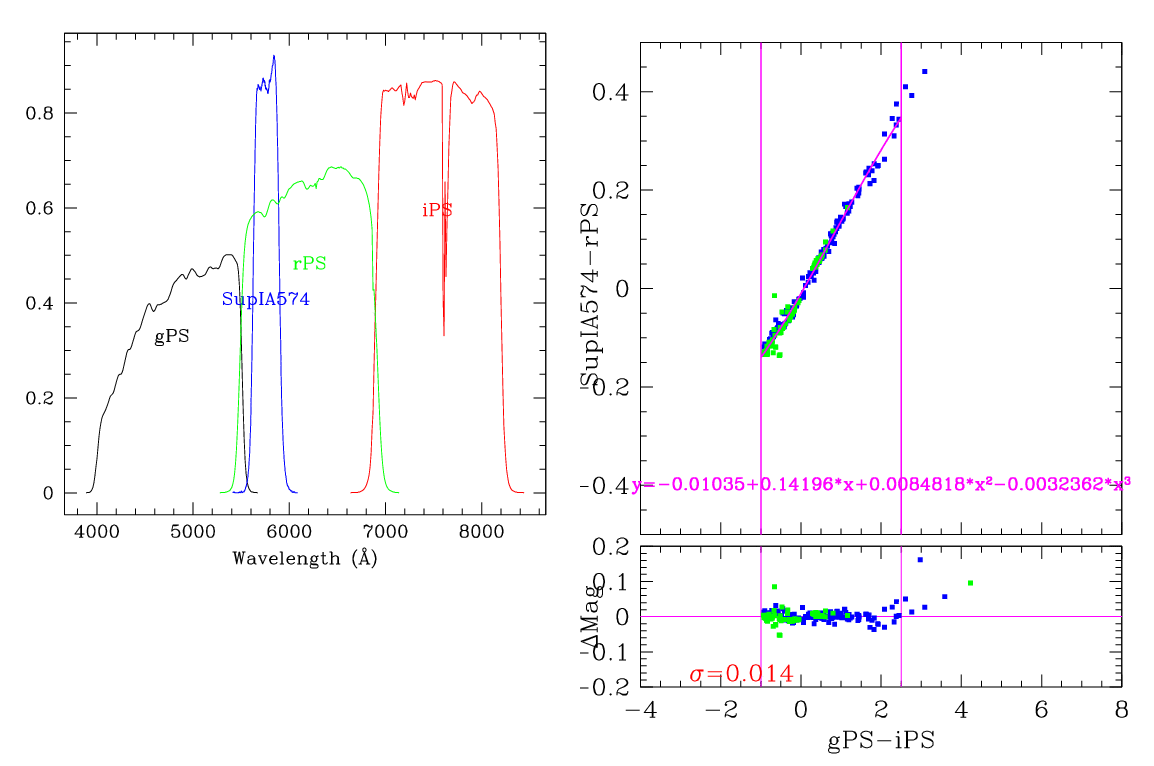 0.8
0.6
0.4
0.2
0
4000 5000 6000 7000 8000
Wavelength (Å)
gPS
SupIA574
rPS
iPS
0.4
0.2
0
-0.2
-0.4
SupIA574-rPS
y=-0.01035+0.14196*x+0.0084818*x²-0.0032362*x³
0.2
0.1
0
-0.1
-0.2
ΔMag
σ=0.014
-4 -2 0 2 4 6 8
gPS-iPS